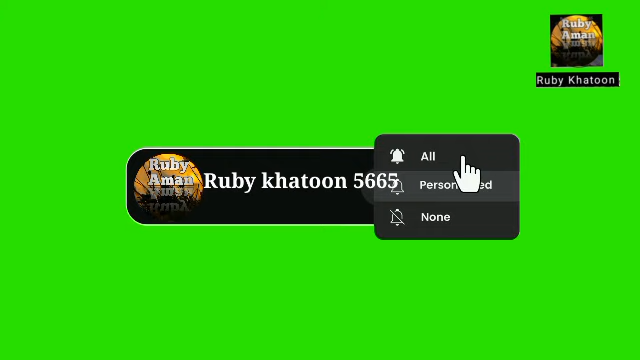 Ruby
Aman
Ruby Khatoon
Ruby
Aman
Ruby khatoon 5665
All
None